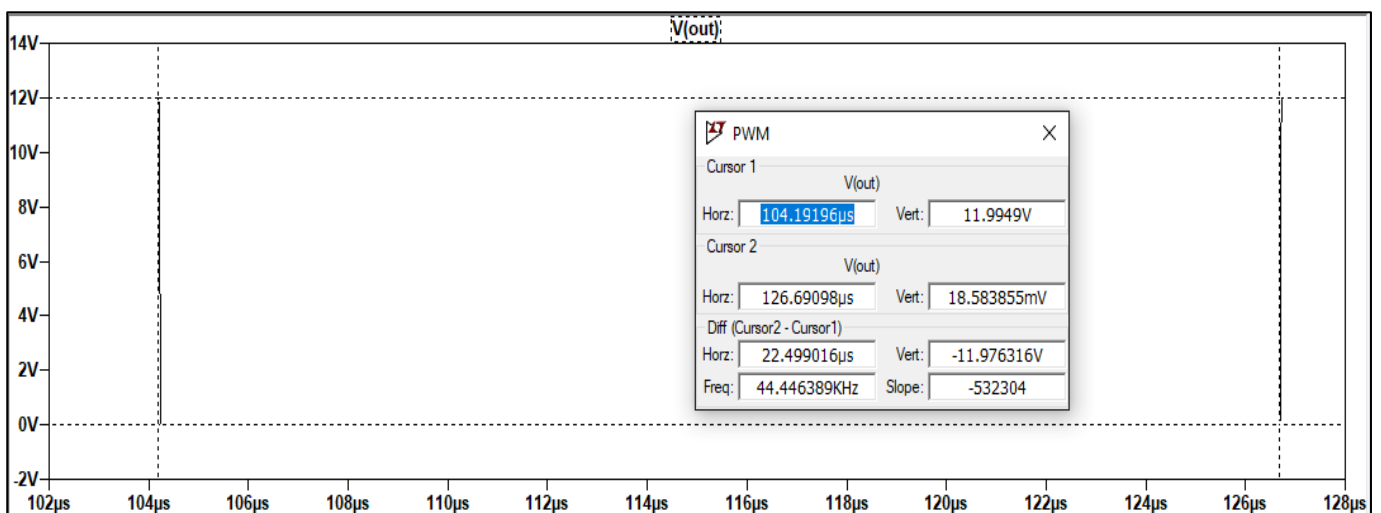 V(out)
14V
12V
10V
8V
6V
4V
2V
0V
-2V
102µs 104µs 106µs 108µs 110µs 112µs 114µs 116µs 118µs 120µs 122µs 124µs 126µs 128µs
PWM
Cursor 1
V(out)
Horz: 104.19196µs Vert: 11.9949V
Cursor 2
V(out)
Horz: 126.69098µs Vert: 18.583855mV
Diff (Cursor2 - Cursor1)
Horz: 22.499016µs Vert: -11.976316V
Freq: 44.446389KHz Slope: -532304